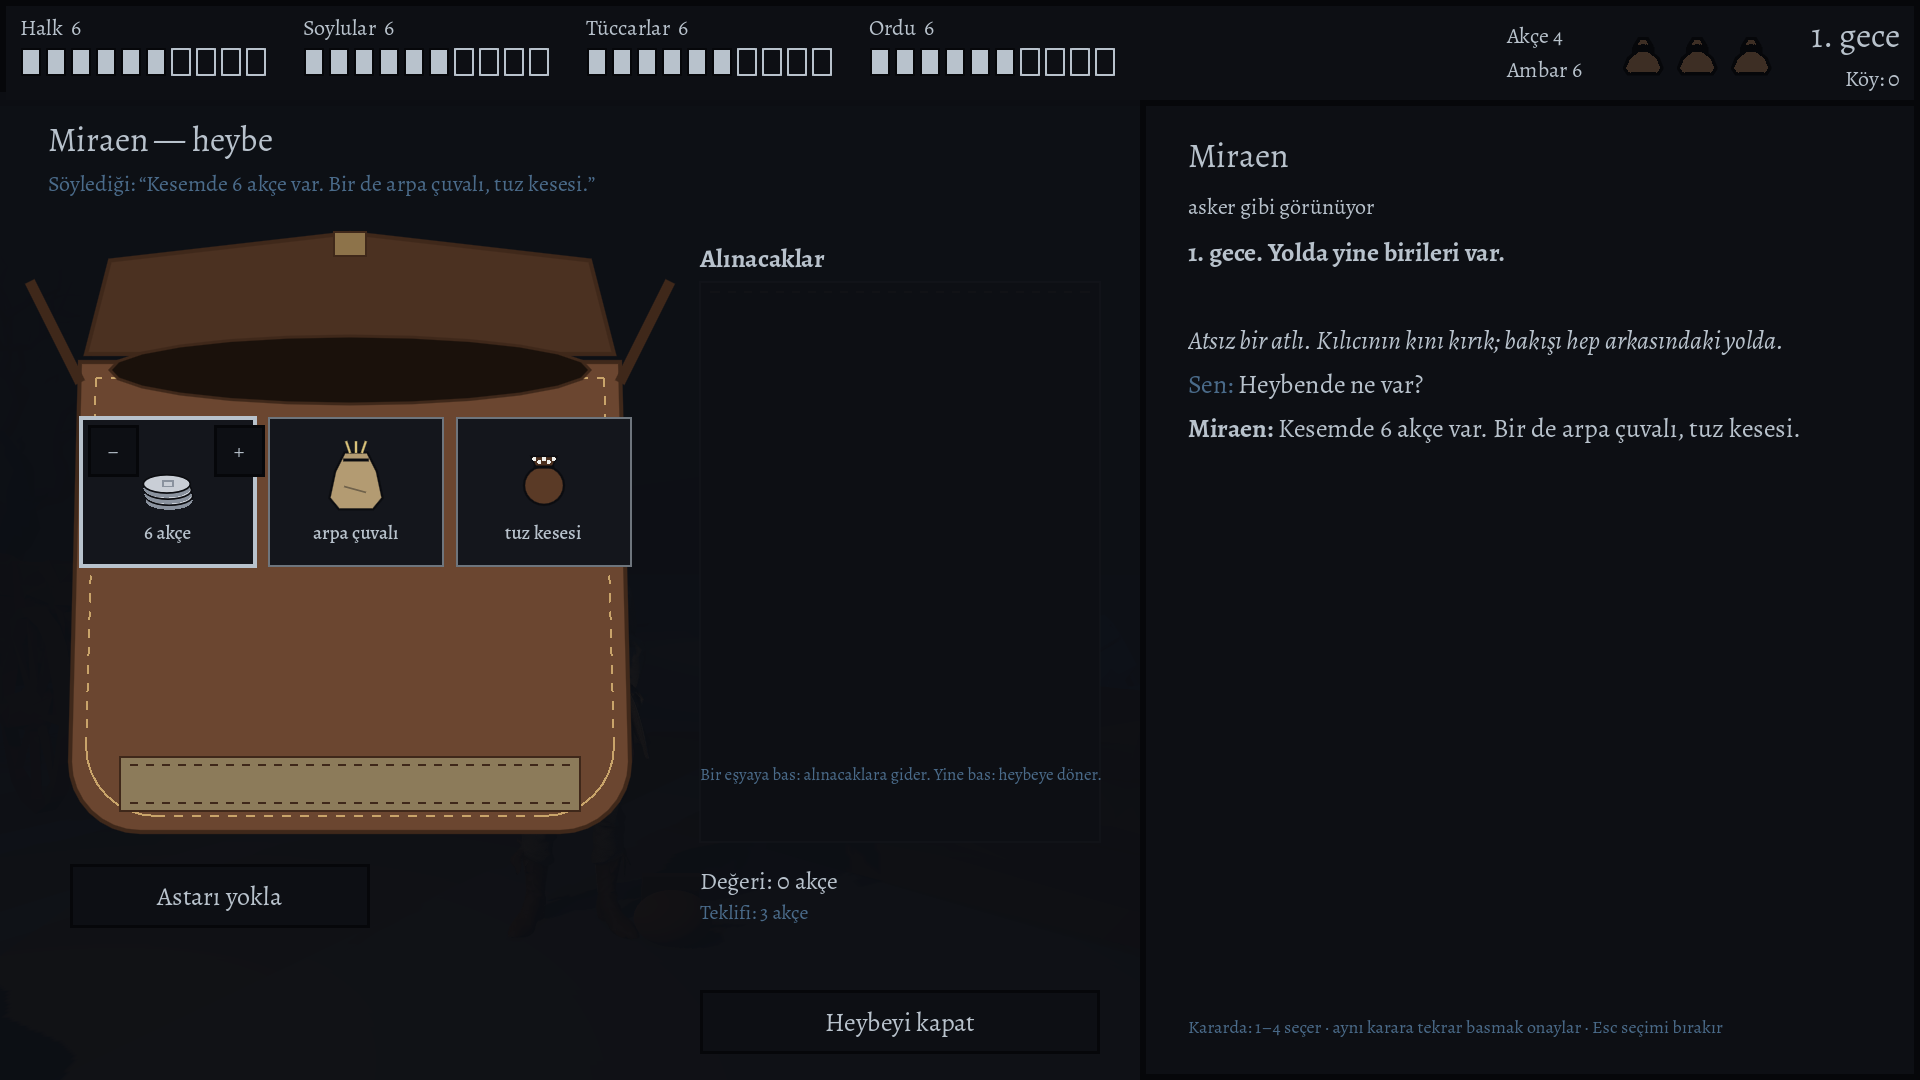 Halk 6
Soylular 6
Tüccarlar 6
Ordu 6
Akçe 4
Ambar 6
1. gece
Köy: 0
Miraen — heybe
Söylediği: “Kesemde 6 akçe var. Bir de arpa çuvalı, tuz kesesi.”
Alınacaklar
−
+
6 akçe
arpa çuvalı
tuz kesesi
Bir eşyaya bas: alınacaklara gider. Yine bas: heybeye döner.
Astarı yokla
Değeri: 0 akçe
Teklifi: 3 akçe
Heybeyi kapat
Miraen
asker gibi görünüyor
1. gece. Yolda yine birileri var.
Atsız bir atlı. Kılıcının kını kırık; bakışı hep arkasındaki yolda.
Sen: Heybende ne var?
Miraen: Kesemde 6 akçe var. Bir de arpa çuvalı, tuz kesesi.
Kararda: 1–4 seçer · aynı karara tekrar basmak onaylar · Esc seçimi bırakır